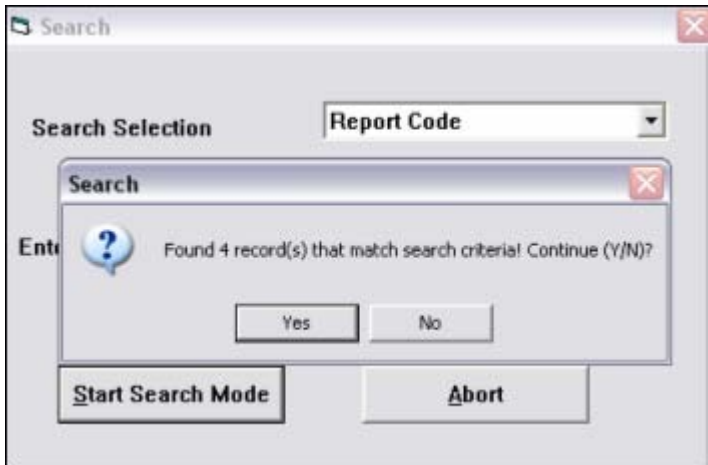 Search
Search Selection
Report Code
Search
Found 4 record(s) that match search criteria! Continue (Y/N)?
Yes
No
Start Search Mode
Abort